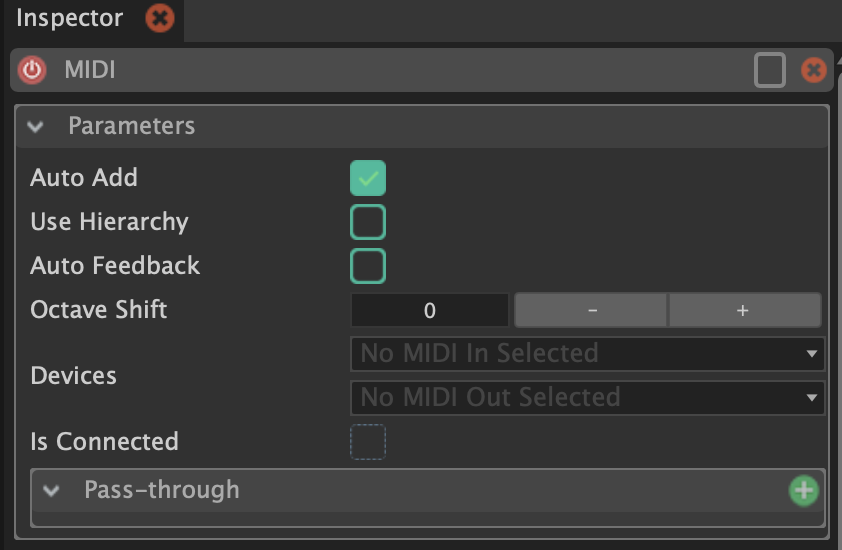 Inspector
MIDI
Parameters
Auto Add
Use Hierarchy
Auto Feedback
Octave Shift 0 - +
Devices
No MIDI In Selected
No MIDI Out Selected
Is Connected
Pass-through